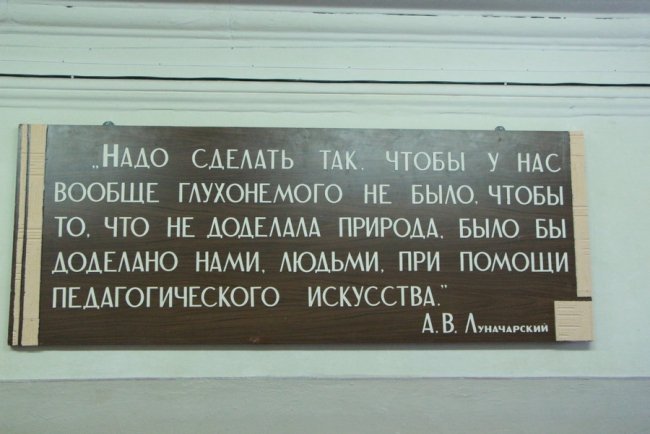 „Надо сделать так, чтобы у нас
вообще глухонемого не было, чтобы
то, что не доделала природа, было бы
доделано нами, людьми, при помощи
педагогического искусства."
А.В. Луначарский